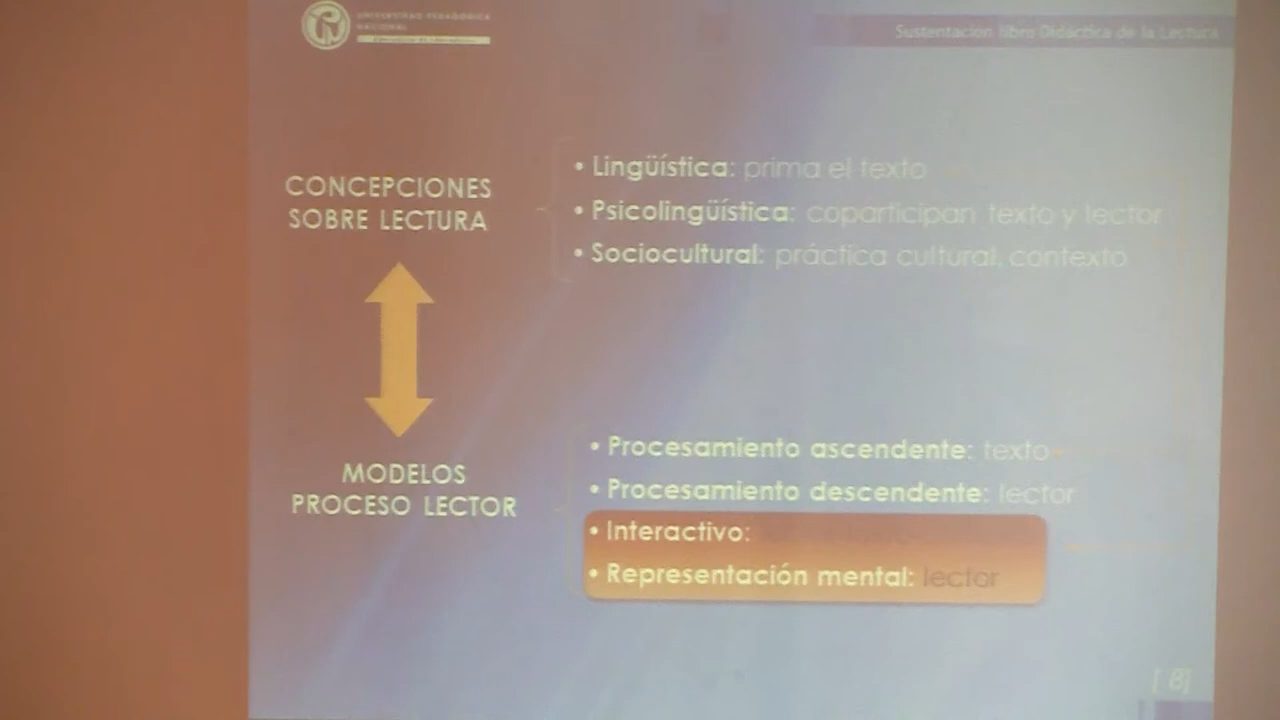 UNIVERSIDAD PEDAGÓGICA
NACIONAL
Sustentación libro Didáctica de la Lectura
CONCEPCIONES
SOBRE LECTURA
• Lingüística: prima el texto
• Psicolingüística: coparticipan texto y lector
• Sociocultural: práctica cultural, contexto
MODELOS
PROCESO LECTOR
• Procesamiento ascendente: texto
• Procesamiento descendente: lector
• Interactivo:
• Representación mental: lector
[ 8]